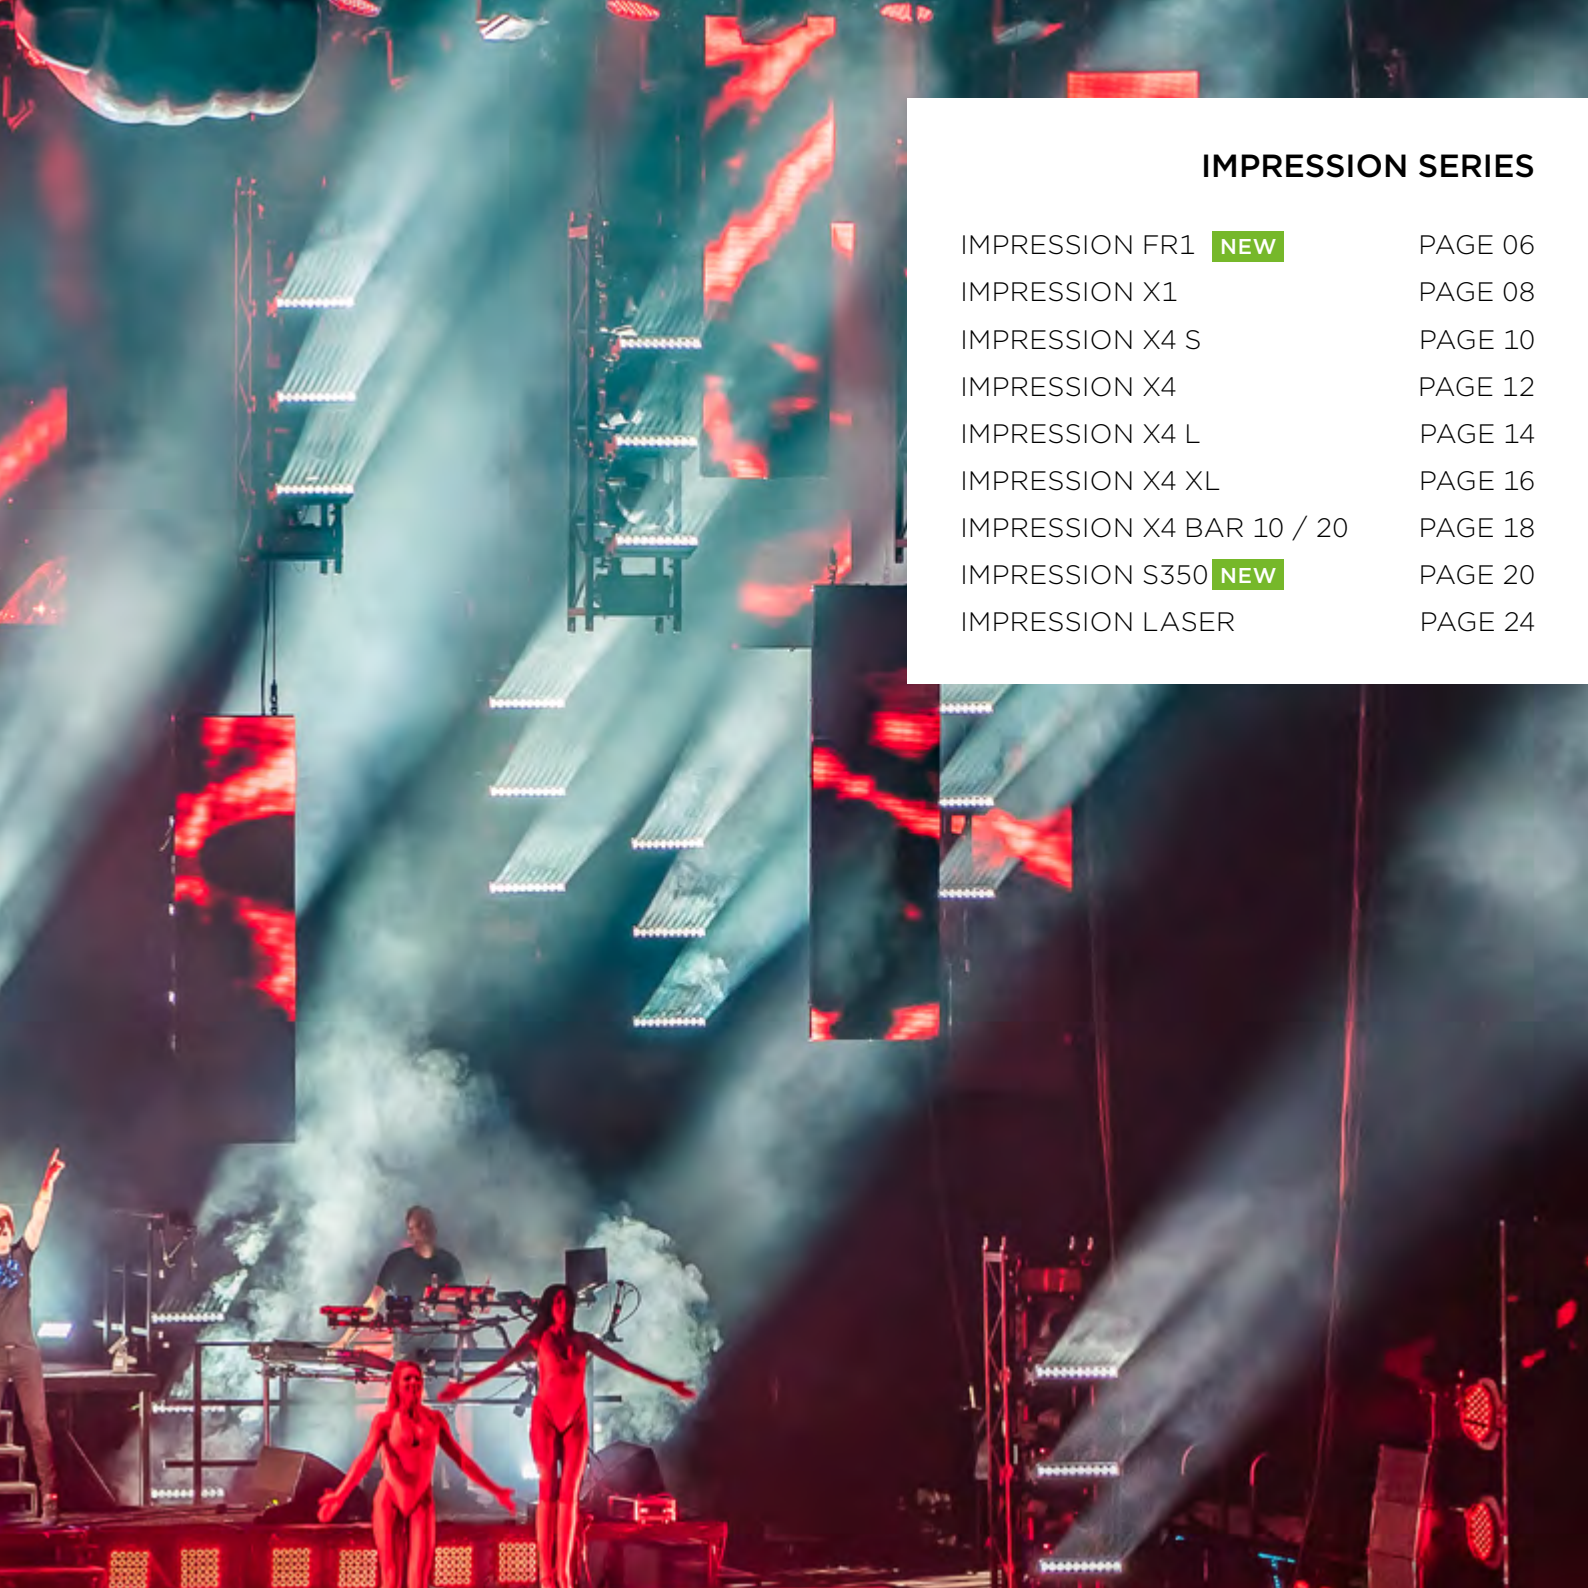 IMPRESSION SERIES
IMPRESSION FR1 NEW PAGE 06
IMPRESSION X1 PAGE 08
IMPRESSION X4 S PAGE 10
IMPRESSION X4 PAGE 12
IMPRESSION X4 L PAGE 14
IMPRESSION X4 XL PAGE 16
IMPRESSION X4 BAR 10 / 20 PAGE 18
IMPRESSION S350 NEW PAGE 20
IMPRESSION LASER PAGE 24